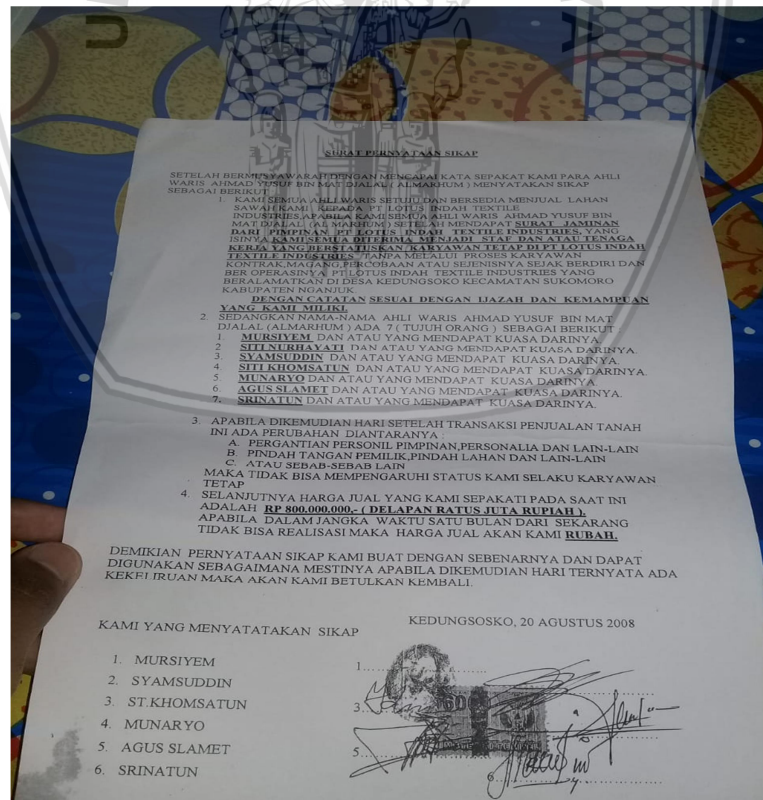 SURAT PERNYATAAN SIKAP
SETELAH BERMUSYAWARAH DENGAN MENCAPAI KATA SEPAKAT KAMI PARA AHLI
WARIS AHMAD YUSUF BIN MAT DJALAL ( ALMARHUM ) MENYATAKAN SIKAP
SEBAGAI BERIKUT
1. KAMI SEMUA AHLI WARIS SETUJU DAN BERSEDIA MENJUAL LAHAN
SAWAH KAMI KEPADA PT LOTUS INDAH TEXTILE
INDUSTRIES,APABILA KAMI SEMUA AHLI WARIS AHMAD YUSUF BIN
MAT DJALAL (AL MARHUM ) SETELAH MENDAPAT SURAT JAMINAN
DARI PIMPINAN PT LOTUS INDAH TEXTILE INDUSTRIES, YANG
ISINYA KAMI SEMUA DITERIMA MENJADI STAF DAN ATAU TENAGA
KERJA YANG BERSTATUSKAN KARYAWAN TETAP DI PT LOTUS INDAH
TEXTILE INDUSTRIES TANPA MELALUI PROSES KARYAWAN
KONTRAK,MAGANG,PERCOBAAN ATAU SEJENISNYA SEJAK BERDIRI DAN
BER OPERASINYA PT LOTUS INDAH TEXTILE INDUSTRIES YANG
BERALAMATKAN DI DESA KEDUNGSOKO KECAMATAN SUKOMORO
KABUPATEN NGANJUK
DENGAN CATATAN SESUAI DENGAN IJAZAH DAN KEMAMPUAN
YANG KAMI MILIKI.
2. SEDANGKAN NAMA-NAMA AHLI WARIS AHMAD YUSUF BIN MAT
DJALAL (ALMARHUM ) ADA 7 ( TUJUH ORANG ) SEBAGAI BERIKUT
1. MURSIYEM DAN ATAU YANG MENDAPAT KUASA DARINYA.
2 SITI NURHAYATI DAN ATAU YANG MENDAPAT KUASA DARINYA.
3. SYAMSUDDIN DAN ATAU YANG MENDAPAT KUASA DARINYA.
4. SITI KHOMSATUN DAN ATAU YANG MENDAPAT KUASA DARINYA.
5. MUNARYO DAN ATAU YANG MENDAPAT KUASA DARINYA.
6. AGUS SLAMET DAN ATAU YANG MENDAPAT KUASA DARINYA.
7. SRINATUN DAN ATAU YANG MENDAPAT KUASA DARINYA.
3. APABILA DIKEMUDIAN HARI SETELAH TRANSAKSI PENJUALAN TANAH
INI ADA PERUBAHAN DIANTARANYA :
A. PERGANTIAN PERSONIL PIMPINAN,PERSONALIA DAN LAIN-LAIN
B. PINDAH TANGAN PEMILIK,PINDAH LAHAN DAN LAIN-LAIN
C. ATAU SEBAB-SEBAB LAIN
MAKA TIDAK BISA MEMPENGARUHI STATUS KAMI SELAKU KARYAWAN
TETAP
4. SELANJUTNYA HARGA JUAL YANG KAMI SEPAKATI PADA SAAT INI
ADALAH RP 800.000.000,- ( DELAPAN RATUS JUTA RUPIAH ).
APABILA DALAM JANGKA WAKTU SATU BULAN DARI SEKARANG
TIDAK BISA REALISASI MAKA HARGA JUAL AKAN KAMI RUBAH.
DEMIKIAN PERNYATAAN SIKAP KAMI BUAT DENGAN SEBENARNYA DAN DAPAT
DIGUNAKAN SEBAGAIMANA MESTINYA APABILA DIKEMUDIAN HARI TERNYATA ADA
KEKELIRUAN MAKA AKAN KAMI BETULKAN KEMBALI.
KEDUNGSOSKO, 20 AGUSTUS 2008
KAMI YANG MENYATATAKAN SIKAP
1. MURSIYEM
2. SYAMSUDDIN
3. ST.KHOMSATUN
4. MUNARYO
5. AGUS SLAMET
6. SRINATUN
1
3
5
6